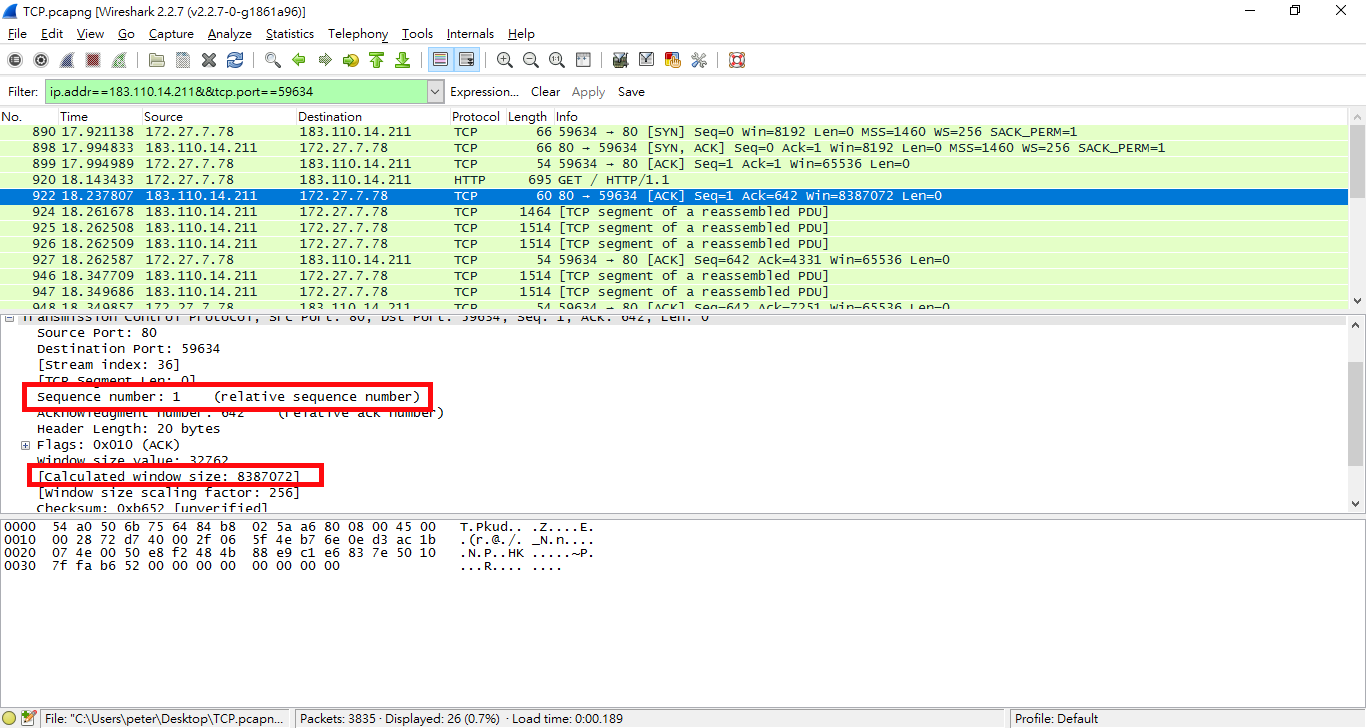 TCP.pcapng [Wireshark 2.2.7 (v2.2.7-0-g1861a96)]
File Edit View Go Capture Analyze Statistics Telephony Tools Internals Help
Filter: ip.addr==183.110.14.211&&tcp.port==59634 Expression... Clear Apply Save
No. Time Source Destination Protocol Length Info
890 17.921138 172.27.7.78 183.110.14.211 TCP 66 59634 → 80 [SYN] Seq=0 Win=8192 Len=0 MSS=1460 WS=256 SACK_PERM=1
898 17.994833 183.110.14.211 172.27.7.78 TCP 66 80 → 59634 [SYN, ACK] Seq=0 Ack=1 Win=8192 Len=0 MSS=1460 WS=256 SACK_PERM=1
899 17.994989 172.27.7.78 183.110.14.211 TCP 54 59634 → 80 [ACK] Seq=1 Ack=1 Win=65536 Len=0
920 18.143433 172.27.7.78 183.110.14.211 HTTP 695 GET / HTTP/1.1
922 18.237807 183.110.14.211 172.27.7.78 TCP 60 80 → 59634 [ACK] Seq=1 Ack=642 Win=8387072 Len=0
924 18.261678 183.110.14.211 172.27.7.78 TCP 1464 [TCP segment of a reassembled PDU]
925 18.262508 183.110.14.211 172.27.7.78 TCP 1514 [TCP segment of a reassembled PDU]
926 18.262509 183.110.14.211 172.27.7.78 TCP 1514 [TCP segment of a reassembled PDU]
927 18.262587 172.27.7.78 183.110.14.211 TCP 54 59634 → 80 [ACK] Seq=642 Ack=4331 Win=65536 Len=0
946 18.347709 183.110.14.211 172.27.7.78 TCP 1514 [TCP segment of a reassembled PDU]
947 18.349686 183.110.14.211 172.27.7.78 TCP 1514 [TCP segment of a reassembled PDU]
948 18.349857 172.27.7.78 183.110.14.211 TCP 54 59634 → 80 [ACK] Seq=642 Ack=7251 Win=65536 Len=0
Transmission Control Protocol, Src Port: 80, Dst Port: 59634, Seq: 1, Ack: 642, Len: 0
Source Port: 80
Destination Port: 59634
[Stream index: 36]
[TCP Segment Len: 0]
Sequence number: 1 (relative sequence number)
Acknowledgment number: 642 (relative ack number)
Header Length: 20 bytes
Flags: 0x010 (ACK)
Window size value: 32762
[Calculated window size: 8387072]
[Window size scaling factor: 256]
Checksum: 0xb652 [unverified]
0000 54 a0 50 6b 75 64 84 b8 02 5a a6 80 08 00 45 00 T.Pkud.. .Z....E.
0010 00 28 72 d7 40 00 2f 06 5f 4e b7 6e 0e d3 ac 1b .(r.@./. _N.n....
0020 07 4e 00 50 e8 f2 48 4b 88 e9 c1 e6 83 7e 50 10 .N.P..HK .....~P.
0030 7f fa b6 52 00 00 00 00 00 00 00 00 ...R.... ....
File: "C:\Users\peter\Desktop\TCP.pcapn... Packets: 3835 · Displayed: 26 (0.7%) · Load time: 0:00.189 Profile: Default